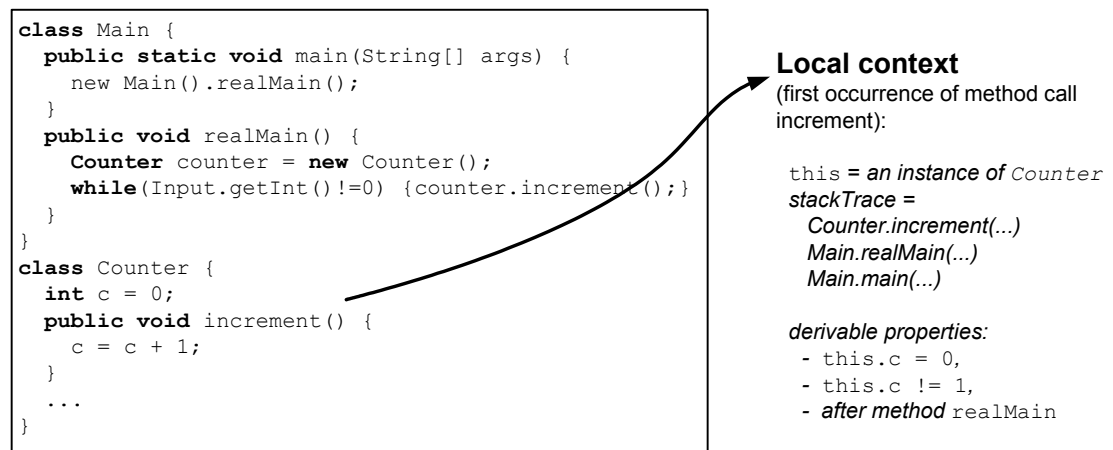 class Main {
  public static void main(String[] args) {
    new Main().realMain();
  }
  public void realMain() {
    Counter counter = new Counter();
    while(Input.getInt()!=0) {counter.increment();}
  }
}
class Counter {
  int c = 0;
  public void increment() {
    c = c + 1;
  }
  ...
}
Local context
(first occurrence of method call
increment):
this = an instance of Counter
stackTrace =
  Counter.increment(...)
  Main.realMain(...)
  Main.main(...)
derivable properties:
- this.c = 0,
- this.c != 1,
- after method realMain